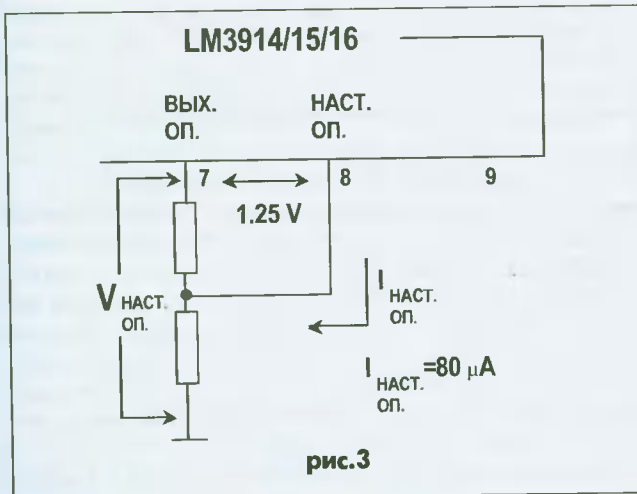 LM3914/15/16
ВЫХ. НАСТ.
ОП. ОП.
7 8 9
1.25 V
V НАСТ.
ОП.
I НАСТ.
ОП.
I НАСТ. =80 μA
ОП.
рис.3